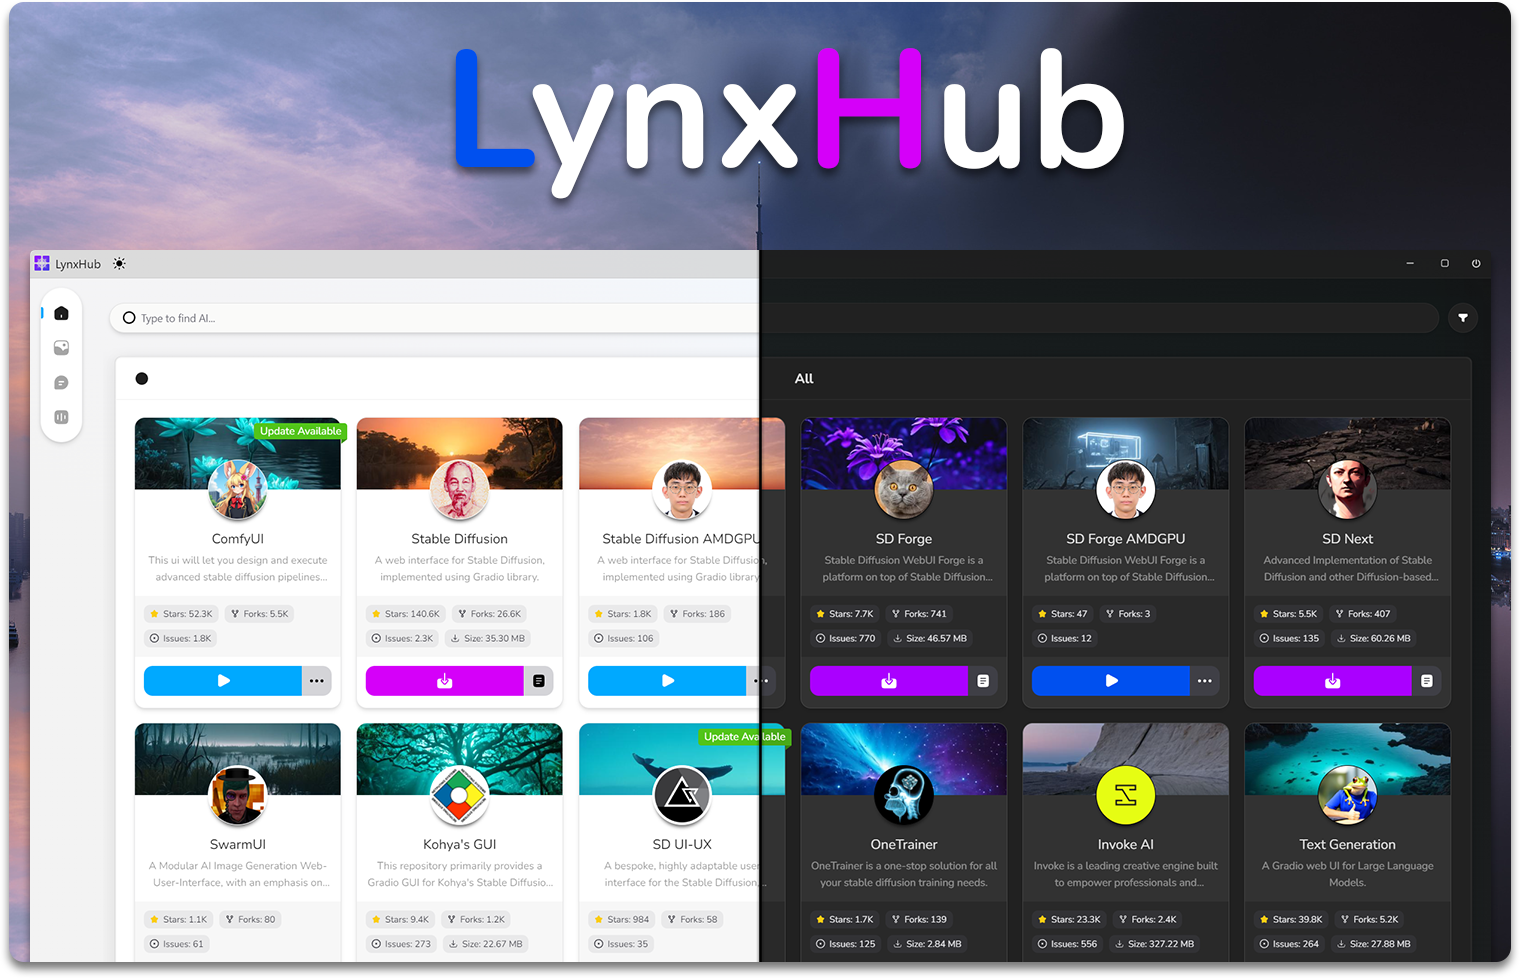 LynxHub
LynxHub
Type to find AI...
All
Update Available
ComfyUI
This ui will let you design and execute
advanced stable diffusion pipelines...
Stars: 52.3K
Forks: 5.5K
Issues: 1.8K
Stable Diffusion
A web interface for Stable Diffusion,
implemented using Gradio library.
Stars: 140.6K
Forks: 26.6K
Issues: 2.3K
Size: 35.30 MB
Stable Diffusion AMDGPU
A web interface for Stable Diffusion,
implemented using Gradio library
Stars: 1.8K
Forks: 186
Issues: 106
SD Forge
Stable Diffusion WebUI Forge is a
platform on top of Stable Diffusion...
Stars: 7.7K
Forks: 741
Issues: 770
Size: 46.57 MB
SD Forge AMDGPU
Stable Diffusion WebUI Forge is a
platform on top of Stable Diffusion...
Stars: 47
Forks: 3
Issues: 12
SD Next
Advanced Implementation of Stable
Diffusion and other Diffusion-based...
Stars: 5.5K
Forks: 407
Issues: 135
Size: 60.26 MB
SwarmUI
A Modular AI Image Generation Web-
User-Interface, with an emphasis on...
Stars: 1.1K
Forks: 80
Issues: 61
Kohya's GUI
This repository primarily provides a
Gradio GUI for Kohya's Stable Diffusio...
Stars: 9.4K
Forks: 1.2K
Issues: 273
Size: 22.67 MB
Update Available
SD UI-UX
A bespoke, highly adaptable user
interface for the Stable Diffusion,...
Stars: 984
Forks: 58
Issues: 35
OneTrainer
OneTrainer is a one-stop solution for all
your stable diffusion training needs.
Stars: 1.7K
Forks: 139
Issues: 125
Size: 2.84 MB
Invoke AI
Invoke is a leading creative engine built
to empower professionals and...
Stars: 23.3K
Forks: 2.4K
Issues: 556
Size: 327.22 MB
Text Generation
A Gradio web UI for Large Language
Models.
Stars: 39.8K
Forks: 5.2K
Issues: 264
Size: 27.88 MB